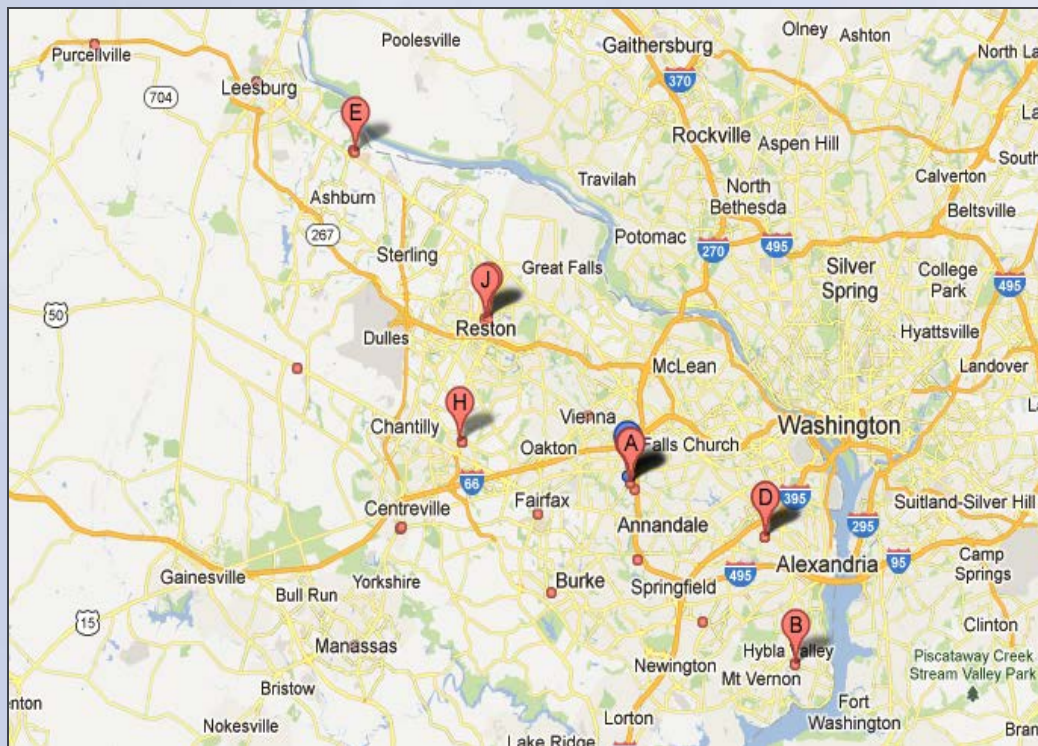 Poolesville
Olney
Ashton
Purcellville
Gaithersburg
370
North La
Leesburg
704
E
Rockville
Aspen Hill
La
South
Calverton
Ashburn
Travilah
North
Bethesda
Beltsville
267
Sterling
Potomac
270
495
Great Falls
Silver
Spring
College
Park
495
J
50
Dulles
Reston
Hyattsville
McLean
Landover
H
Chantilly
Vienna
La
Oakton
A
Falls Church
Washington
66
Fairfax
D
395
Suitland-Silver Hill
Centreville
Annandale
295
Gainesville
Yorkshire
Burke
Springfield
495
Alexandria
95
Camp
Springs
Bull Run
15
Manassas
B
Clinton
Hybla Valley
Newington
Mt Vernon
Piscataway Creek
Stream Valley Park
Bristow
enton
Lorton
Fort
Washington
Nokesville
Lake Ridge
Bran